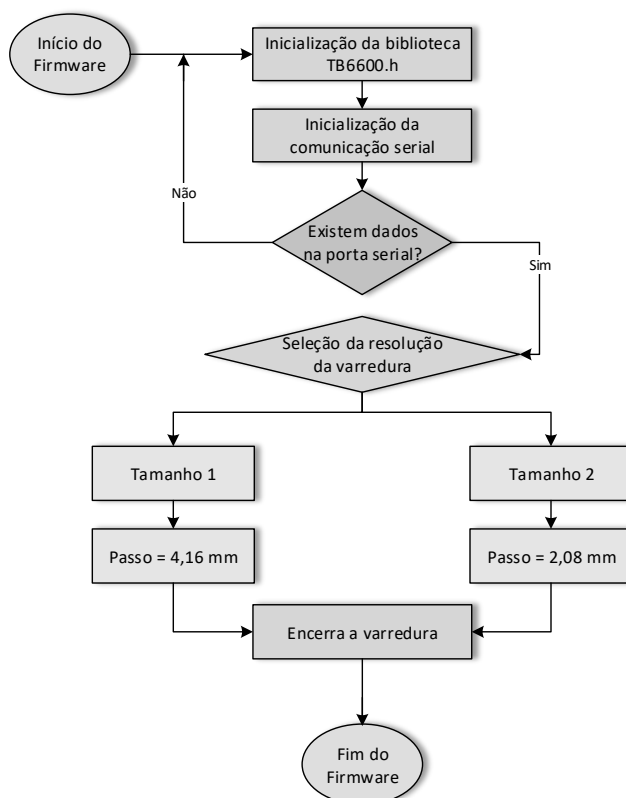 Início do
Firmware
Inicialização da biblioteca
TB6600.h
Inicialização da
comunicação serial
Não
Existem dados
na porta serial?
Sim
Seleção da resolução
da varredura
Tamanho 1
Tamanho 2
Passo = 4,16 mm
Passo = 2,08 mm
Encerra a varredura
Fim do
Firmware